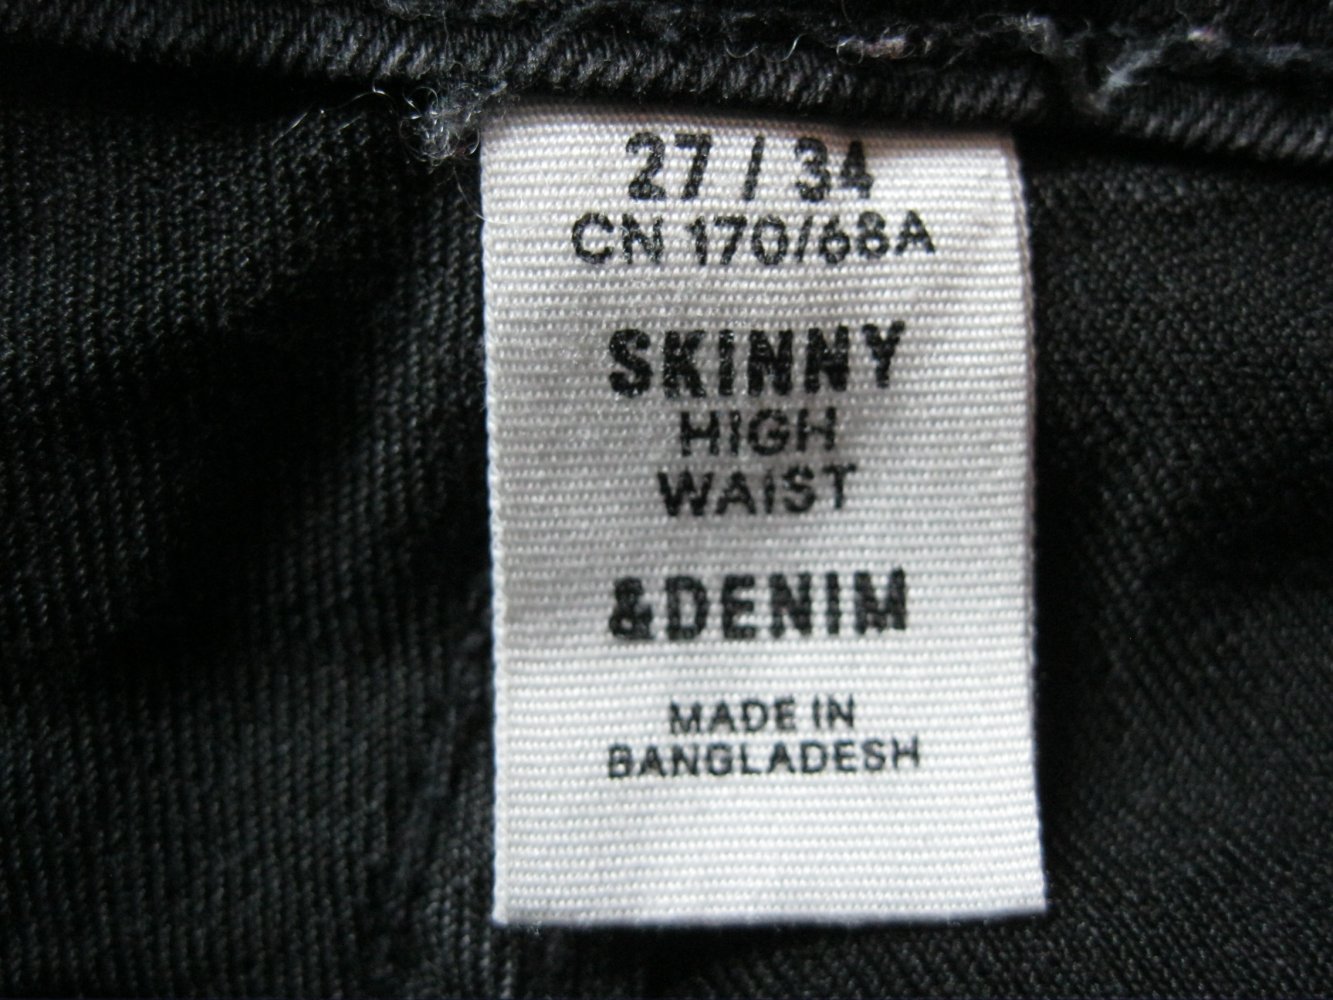 27 / 34
CN 170/68A
SKINNY
HIGH
WAIST
&DENIM
MADE IN
BANGLADESH